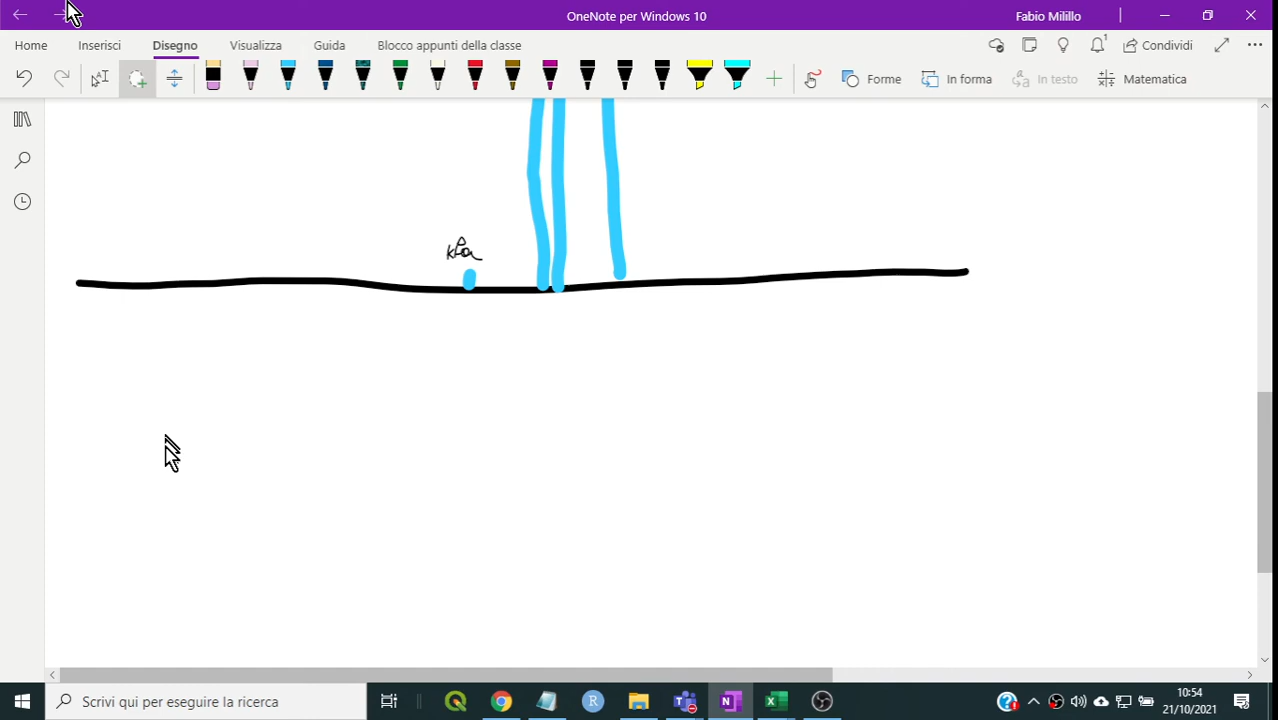 OneNote per Windows 10
Fabio Milillo
Home
Inserisci
Disegno
Visualizza
Guida
Blocco appunti della classe
Condividi
Forme
In forma
In testo
Matematica
kPa
Scrivi qui per eseguire la ricerca
10:54
21/10/2021